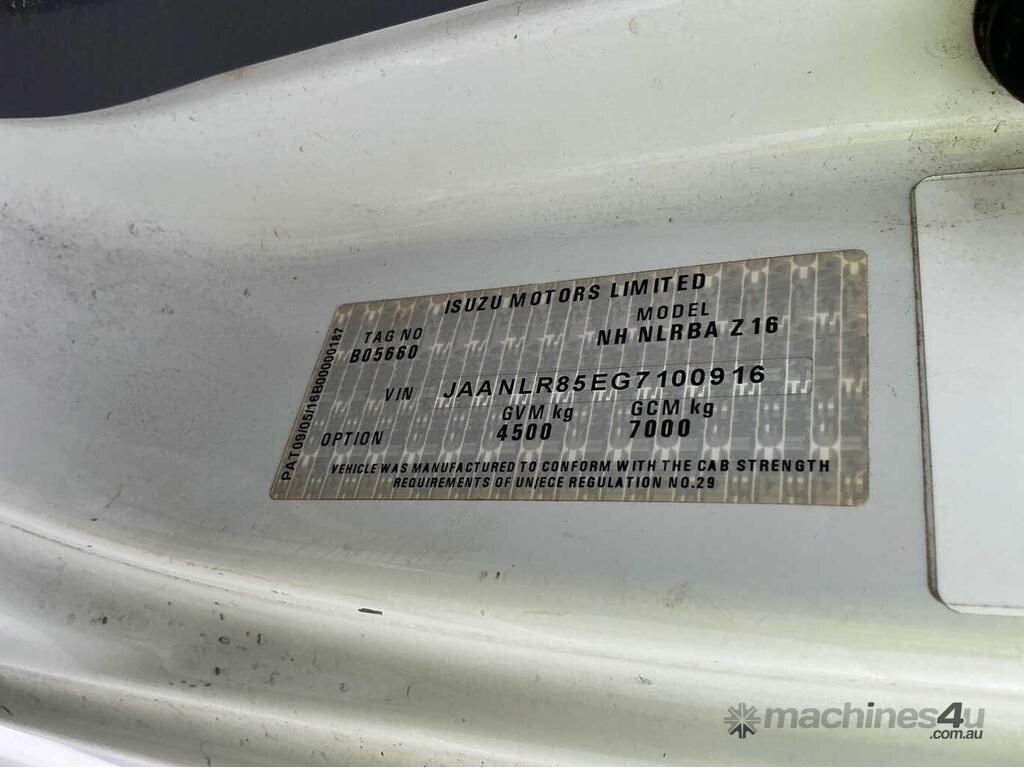 ISUZU MOTORS LIMITED
TAG NO
B05660
MODEL
NH NLRBA Z16
VIN JAANLR85EG7100916
OPTION
GVM kg
4500
GCM kg
7000
VEHICLE WAS MANUFACTURED TO CONFORM WITH THE CAB STRENGTH
REQUIREMENTS OF UN/ECE REGULATION NO.29
PAT09/05/16B00000187
machines4u
.com.au